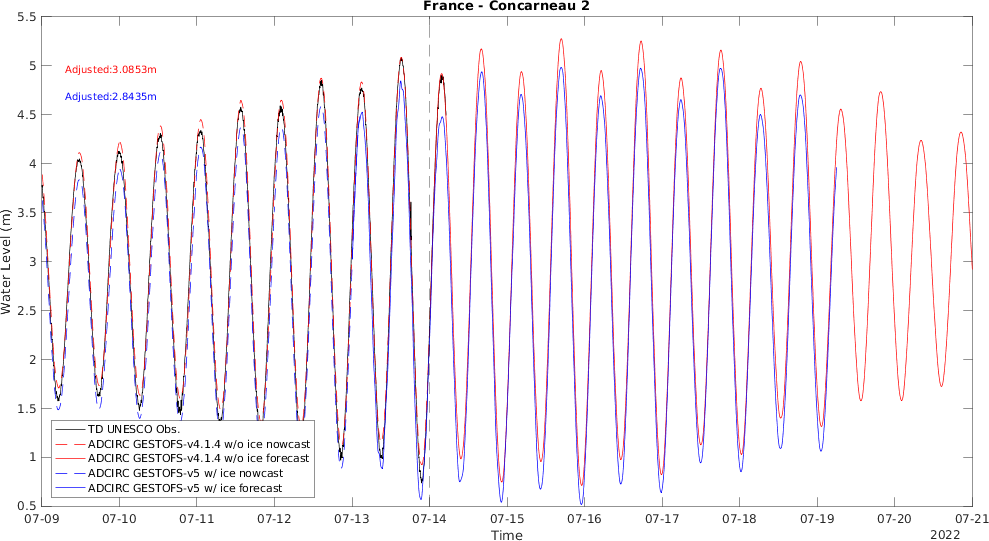 France - Concarneau 2
5.5
5
4.5
4
3.5
3
2.5
2
1.5
1
0.5
Water Level (m)
Adjusted:3.0853m
Adjusted:2.8435m
TD UNESCO Obs.
ADCIRC GESTOFS-v4.1.4 w/o ice nowcast
ADCIRC GESTOFS-v4.1.4 w/o ice forecast
ADCIRC GESTOFS-v5 w/ ice nowcast
ADCIRC GESTOFS-v5 w/ ice forecast
07-09 07-10 07-11 07-12 07-13 07-14 07-15 07-16 07-17 07-18 07-19 07-20 07-21
Time
2022